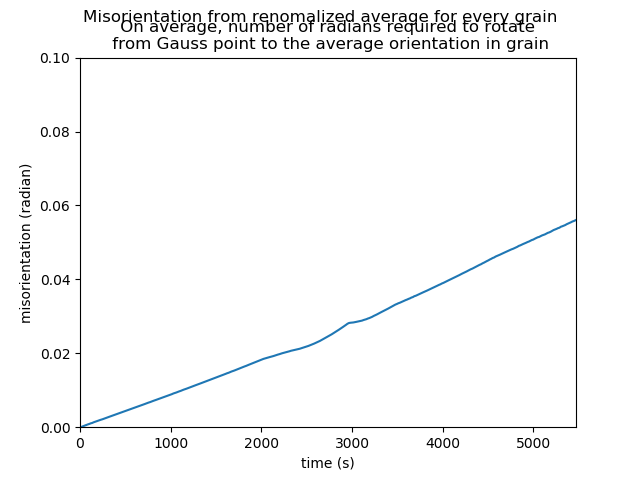 Misorientation from renomalized average for every grain
On average, number of radians required to rotate
from Gauss point to the average orientation in grain
0.10
0.08
0.06
0.04
0.02
0.00
misorientation (radian)
0 1000 2000 3000 4000 5000
time (s)